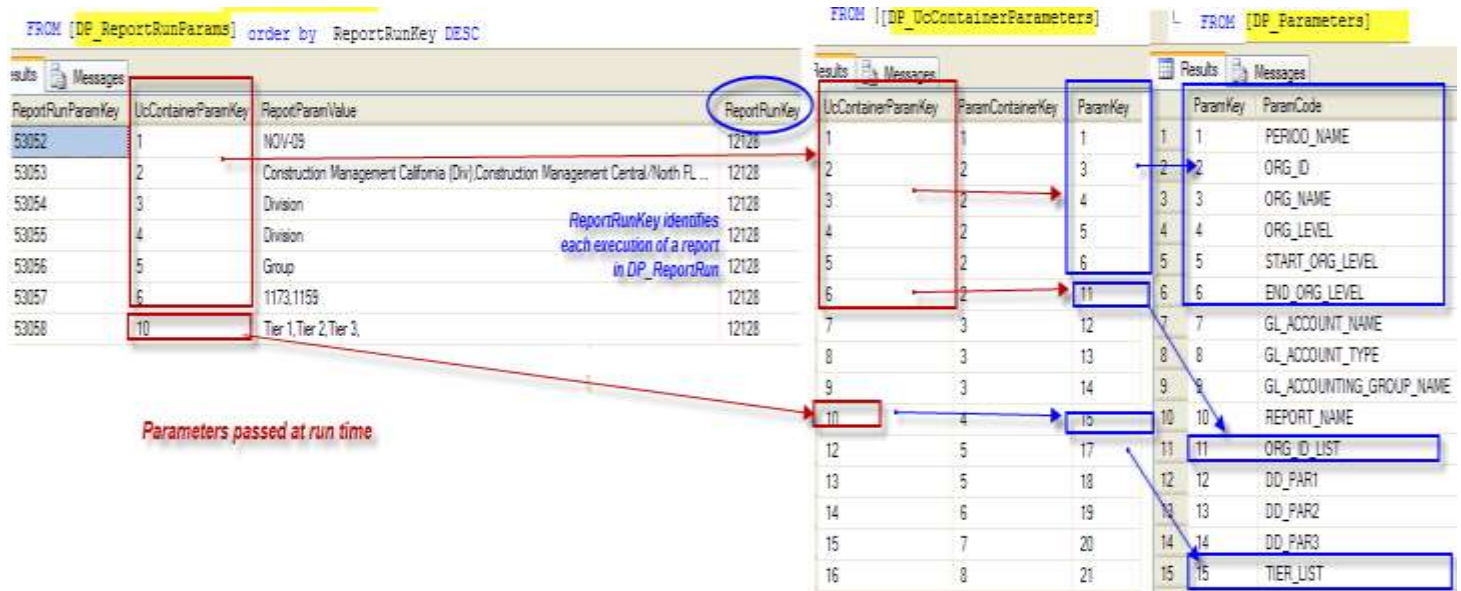 FROM [DP_ReportRunParams] order by ReportRunKey DESC
esults Messages
ReportRunParamKey UcContainerParamKey ReportParamValue ReportRunKey
53052 1 NOV-09 12128
53053 2 Construction Management California (Div),Construction Management Central/North FL ... 12128
53054 3 Division 12128
53055 4 Division 12128
53056 5 Group 12128
53057 6 1173,1159 12128
53058 10 Tier 1,Tier 2,Tier 3, 12128
ReportRunKey identifies
each execution of a report
in DP_ReportRun
Parameters passed at run time
FROM [[DP_UcContainerParameters]
Results Messages
UcContainerParamKey ParamContainerKey ParamKey
1 1 1
2 2 3
3 2 4
4 2 5
5 2 6
6 2 11
7 3 12
8 3 13
9 3 14
10 4 15
12 5 17
13 5 18
14 6 19
15 7 20
16 8 21
FROM [DP_Parameters]
Results Messages
ParamKey ParamCode
1 1 PERIOD_NAME
2 2 ORG_ID
3 3 ORG_NAME
4 4 ORG_LEVEL
5 5 START_ORG_LEVEL
6 6 END_ORG_LEVEL
7 7 GL_ACCOUNT_NAME
8 8 GL_ACCOUNT_TYPE
9 9 GL_ACCOUNTING_GROUP_NAME
10 10 REPORT_NAME
11 11 ORG_ID_LIST
12 12 DD_PAR1
13 13 DD_PAR2
14 14 DD_PAR3
15 15 TIER_LIST